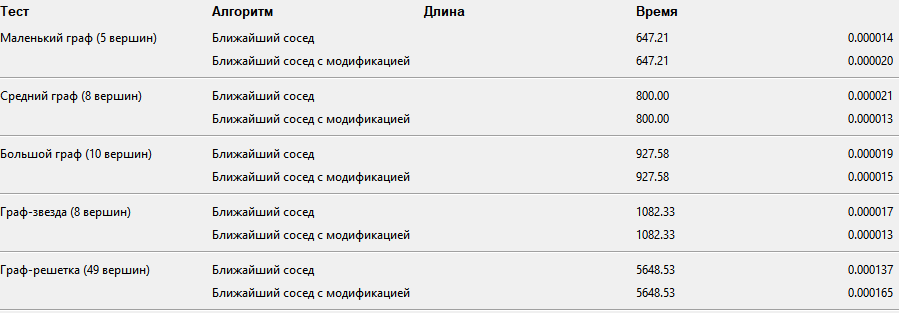 Тест Алгоритм Длина Время
Маленький граф (5 вершин) Ближайший сосед 647.21 0.000014
Ближайший сосед с модификацией 647.21 0.000020
Средний граф (8 вершин) Ближайший сосед 800.00 0.000021
Ближайший сосед с модификацией 800.00 0.000013
Большой граф (10 вершин) Ближайший сосед 927.58 0.000019
Ближайший сосед с модификацией 927.58 0.000015
Граф-звезда (8 вершин) Ближайший сосед 1082.33 0.000017
Ближайший сосед с модификацией 1082.33 0.000013
Граф-решетка (49 вершин) Ближайший сосед 5648.53 0.000137
Ближайший сосед с модификацией 5648.53 0.000165